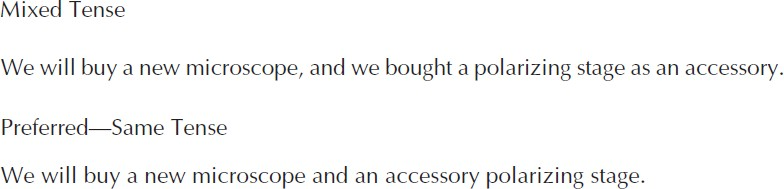 Mixed Tense
We will buy a new microscope, and we bought a polarizing stage as an accessory.
Preferred—Same Tense
We will buy a new microscope and an accessory polarizing stage.